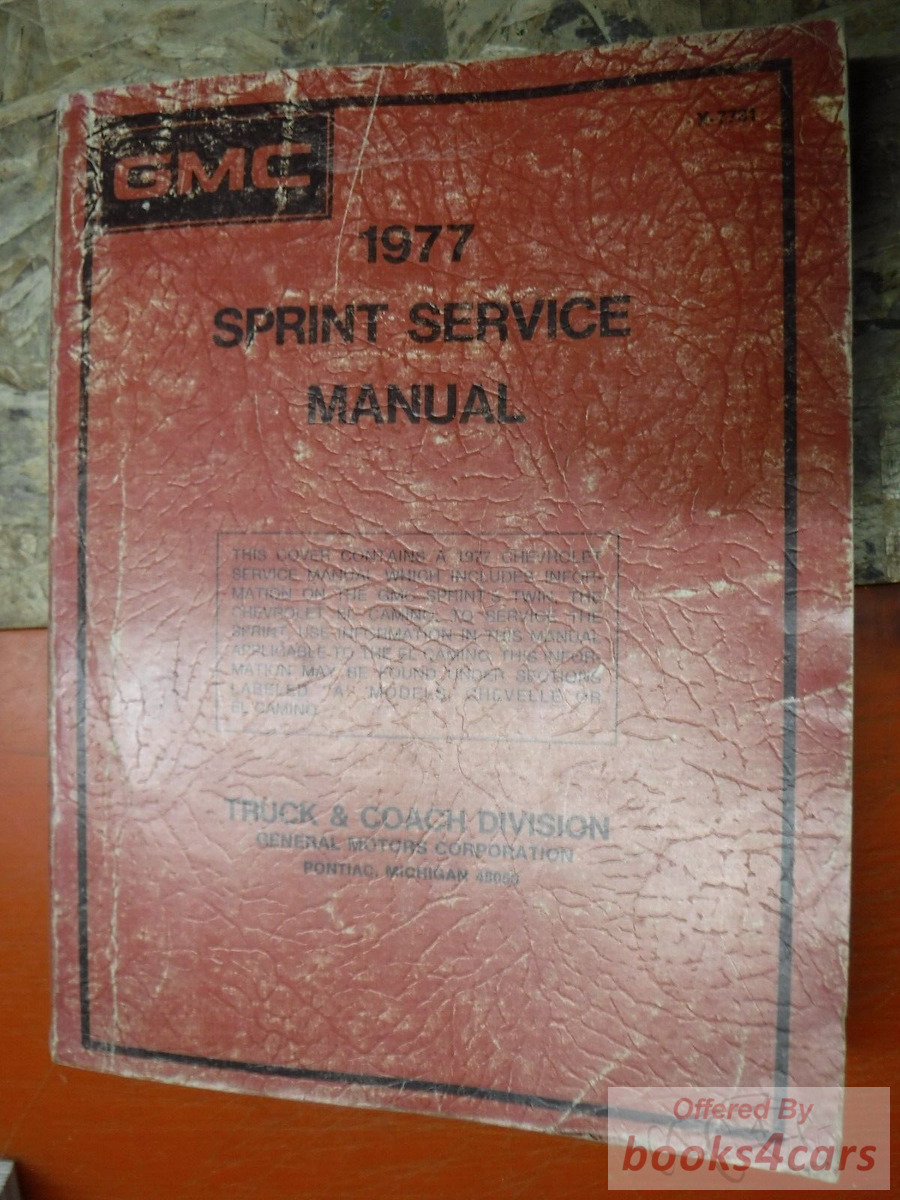 X-7731
GMC
1977
SPRINT SERVICE
MANUAL
THIS COVER CONTAINS A 1977 CHEVROLET
SERVICE MANUAL WHICH INCLUDES INFOR-
MATION ON THE GMC SPRINT'S TWIN, THE
CHEVROLET EL CAMINO. TO SERVICE THE
SPRINT USE INFORMATION IN THIS MANUAL
APPLICABLE TO THE EL CAMINO. THIS INFOR-
MATION MAY BE FOUND UNDER SECTIONS
LABELED "A" MODELS, CHEVELLE OR
EL CAMINO
TRUCK & COACH DIVISION
GENERAL MOTORS CORPORATION
PONTIAC, MICHIGAN 48053
Offered By
books4cars